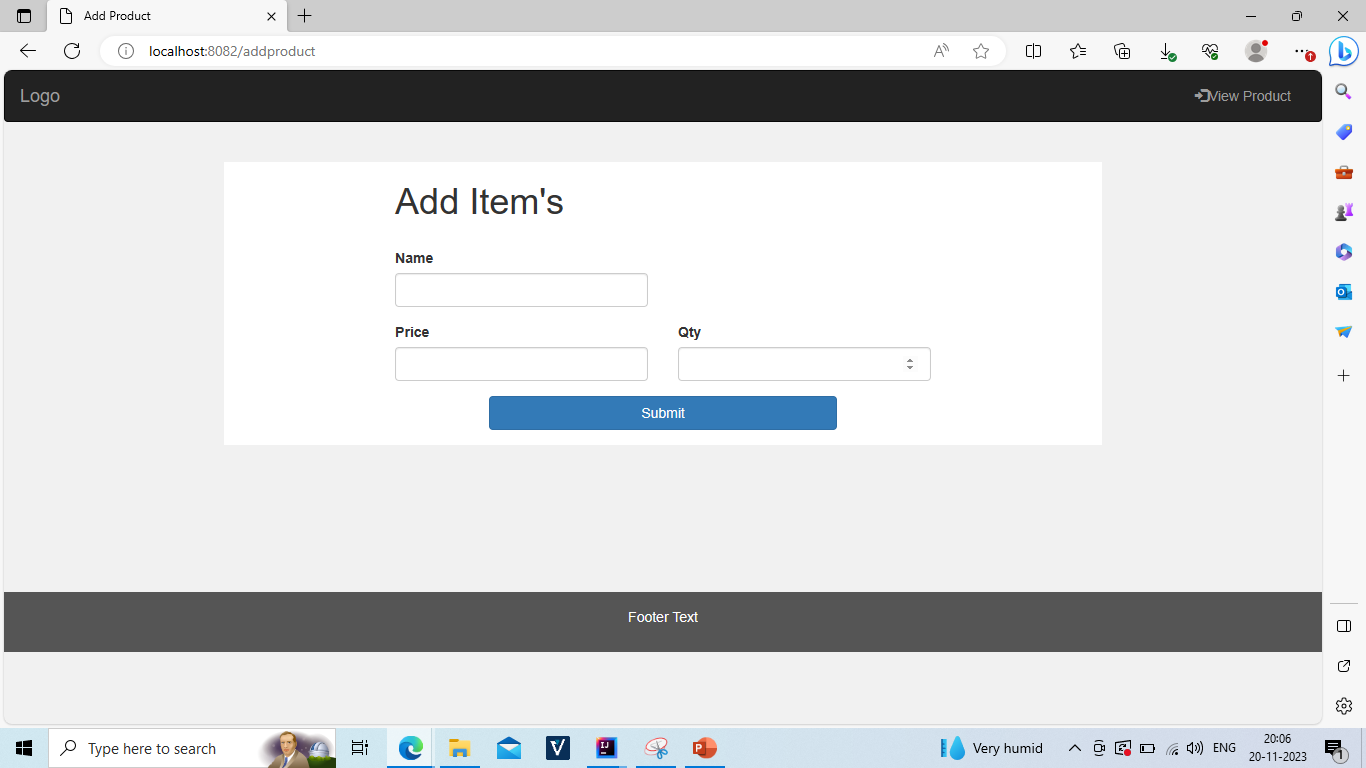 Add Product
localhost:8082/addproduct
Logo
View Product
Add Item's
Name
Price
Qty
Submit
Footer Text
Type here to search
Very humid
ENG
20:06
20-11-2023
1